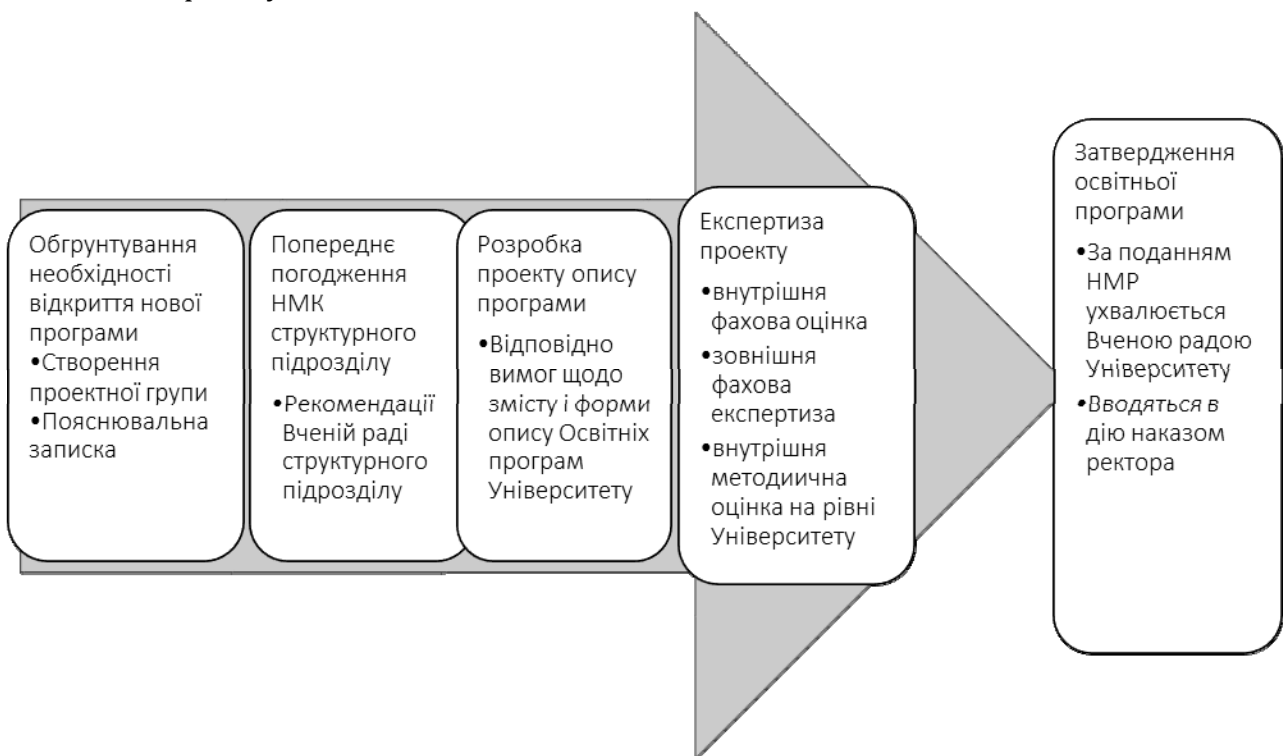 Обгрунтування
необхідності
відкриття нової
програми
•Створення
проектної групи
•Пояснювальна
записка
Попереднє
погодження
НМК
структурного
підрозділу
•Рекомендації
Вченій раді
структурного
підрозділу
Розробка
проекту опису
програми
•Відповідно
вимог щодо
змісту і форми
опису Освітніх
програм
Університету
Експертиза
проекту
•внутрішня
фахова оцінка
•зовнішня
фахова
експертиза
•внутрішня
методиична
оцінка на рівні
Університету
Затвердження
освітньої
програми
•За поданням
НМР
ухвалюється
Вченою радою
Університету
•Вводяться в
дію наказом
ректора